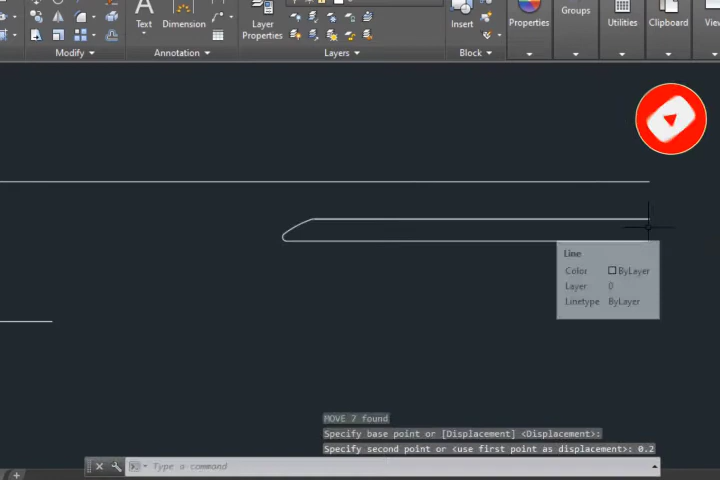 Text
Dimension
Layer
Properties
Insert
Properties
Groups
Utilities
Clipboard
View
Modify
Annotation
Layers
Block
Line
Color ByLayer
Layer 0
Linetype ByLayer
MOVE 7 found
Specify base point or [Displacement] <Displacement>:
Specify second point or <use first point as displacement>: 0.2
Type a command